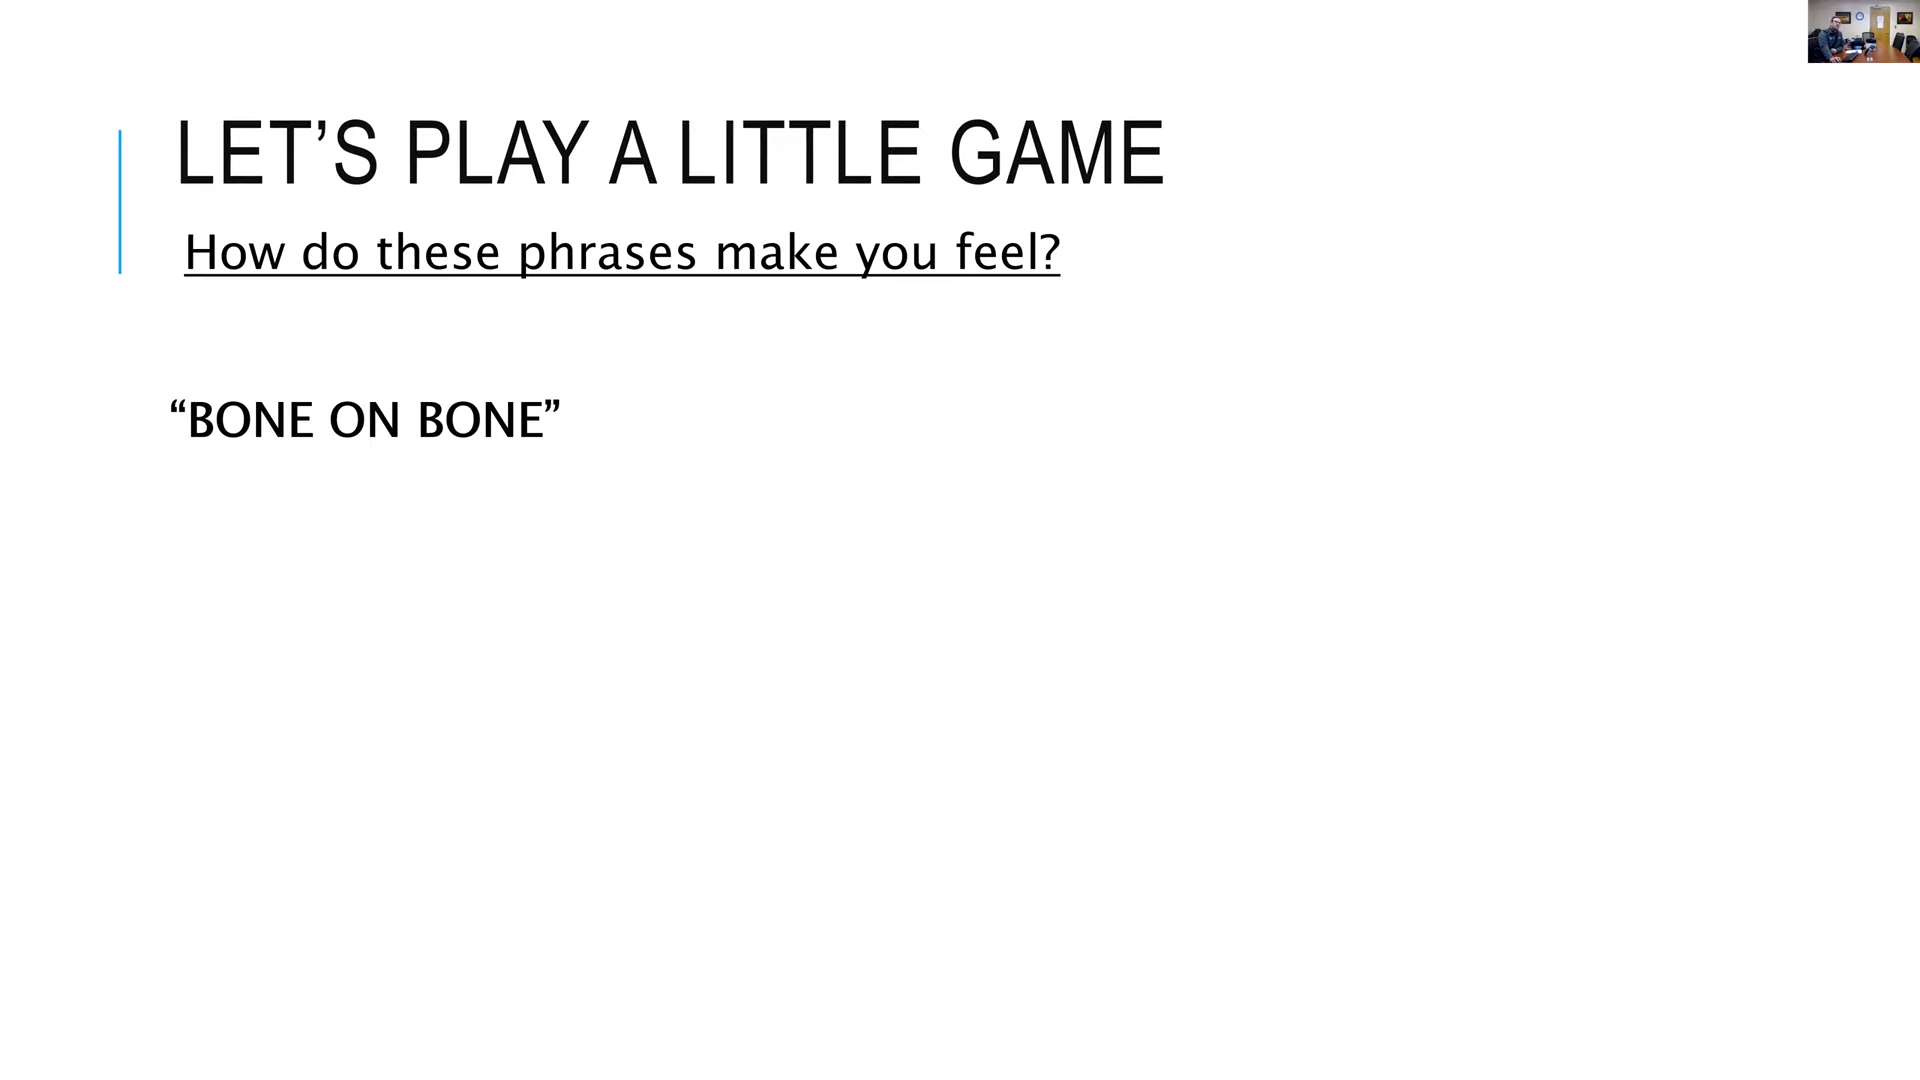 LET’S PLAY A LITTLE GAME
How do these phrases make you feel?
“BONE ON BONE”